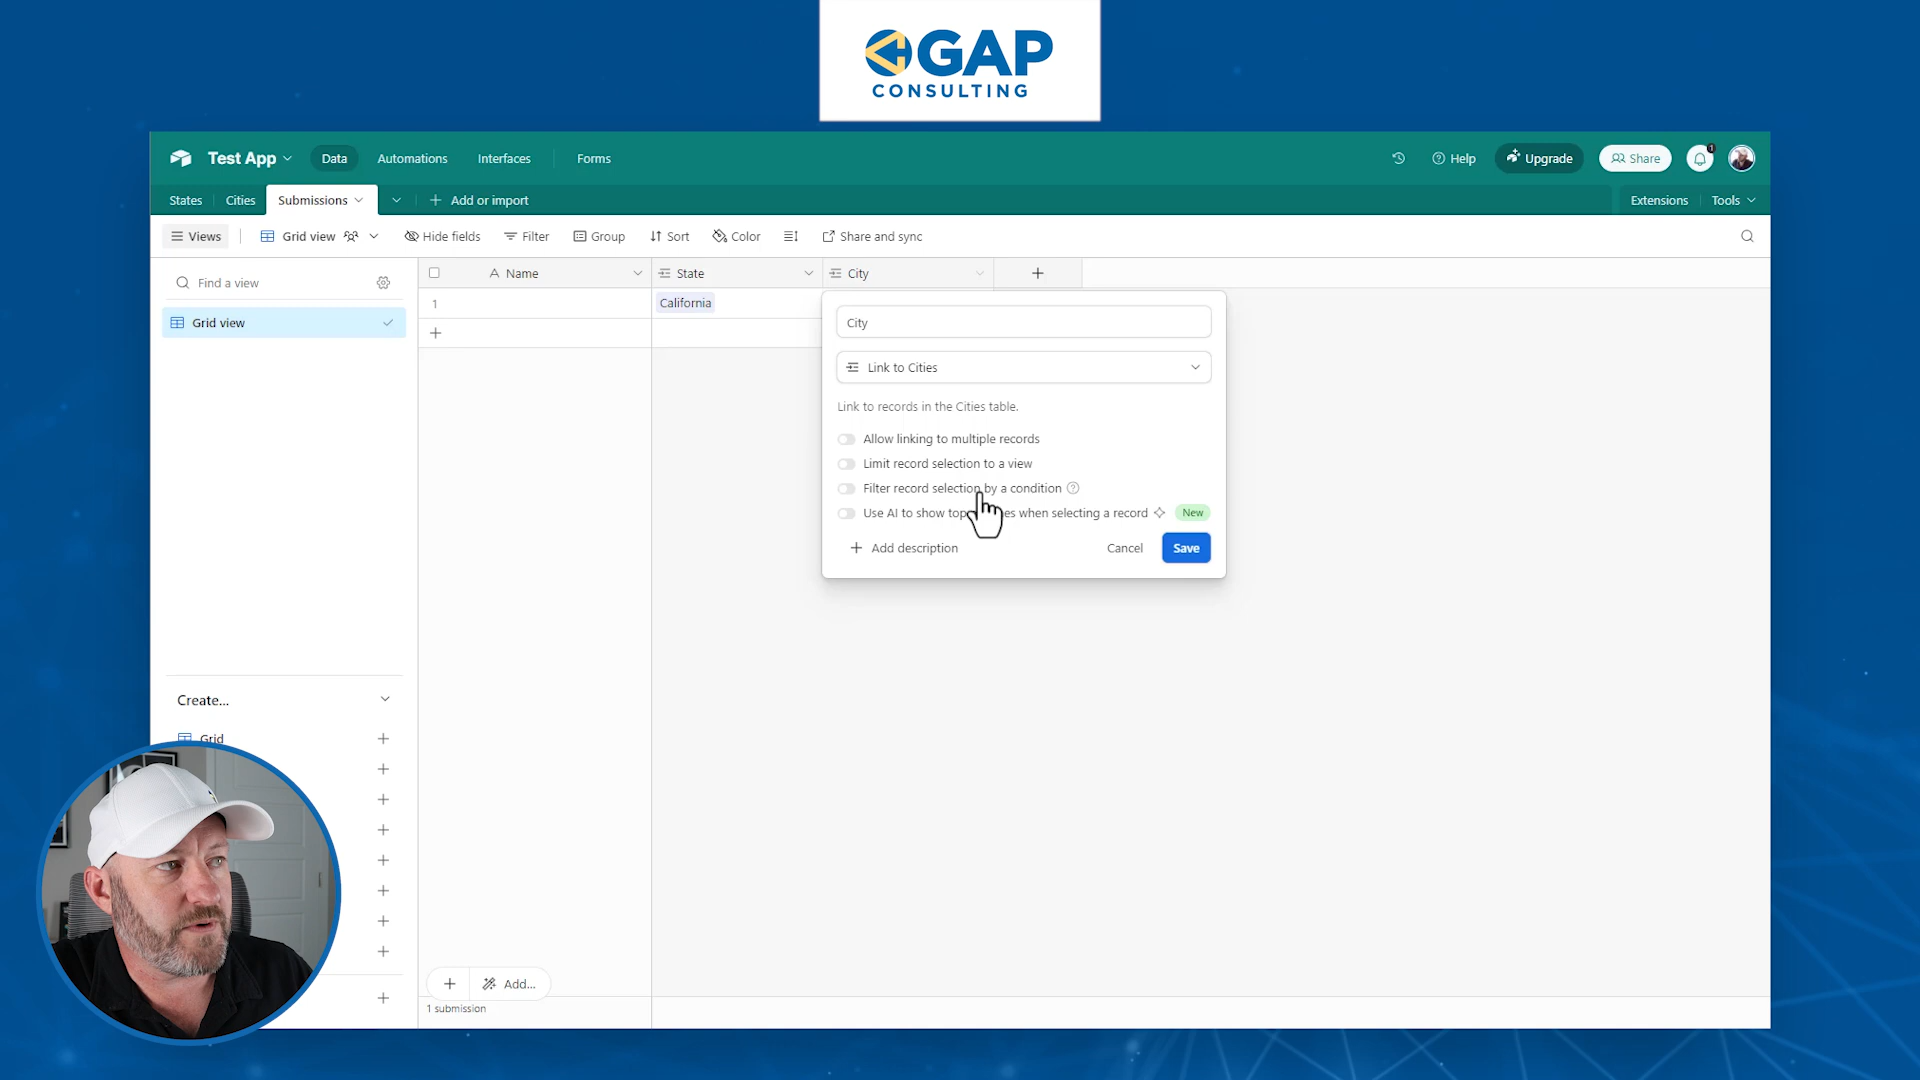 GAP
CONSULTING
Test App
Data
Automations
Interfaces
Forms
Help
Upgrade
Share
1
States
Cities
Submissions
Add or import
Extensions
Tools
Views
Grid view
Hide fields
Filter
Group
Sort
Color
Share and sync
Find a view
Name
State
City
Grid view
1
California
City
Link to Cities
Link to records in the Cities table.
Allow linking to multiple records
Limit record selection to a view
Filter record selection by a condition
Use AI to show top es when selecting a record
New
Add description
Cancel
Save
Create...
Grid
Add...
1 submission